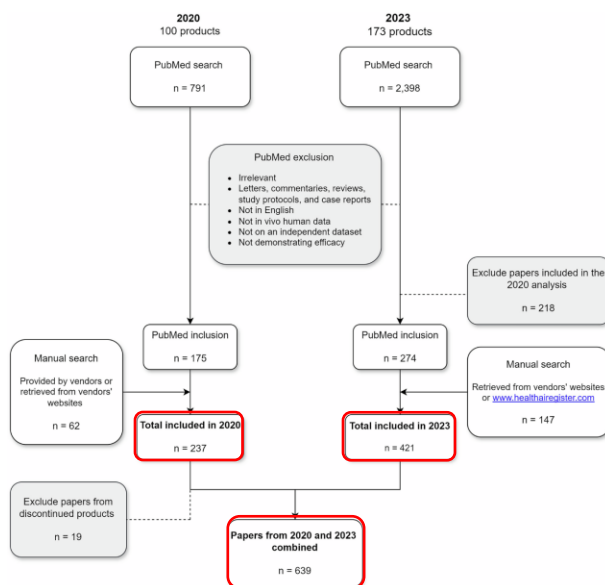 2020
100 products
2023
173 products
PubMed search
n = 791
PubMed search
n = 2,398
PubMed exclusion
• Irrelevant
• Letters, commentaries, reviews,
study protocols, and case reports
• Not in English
• Not in vivo human data
• Not on an independent dataset
• Not demonstrating efficacy
Exclude papers included in the
2020 analysis
n = 218
PubMed inclusion
n = 175
PubMed inclusion
n = 274
Manual search
Provided by vendors or
retrieved from vendors'
websites
n = 62
Manual search
Retrieved from vendors' websites
or www.healthairegister.com
n = 147
Total included in 2020
n = 237
Total included in 2023
n = 421
Exclude papers from
discontinued products
n = 19
Papers from 2020 and 2023
combined
n = 639